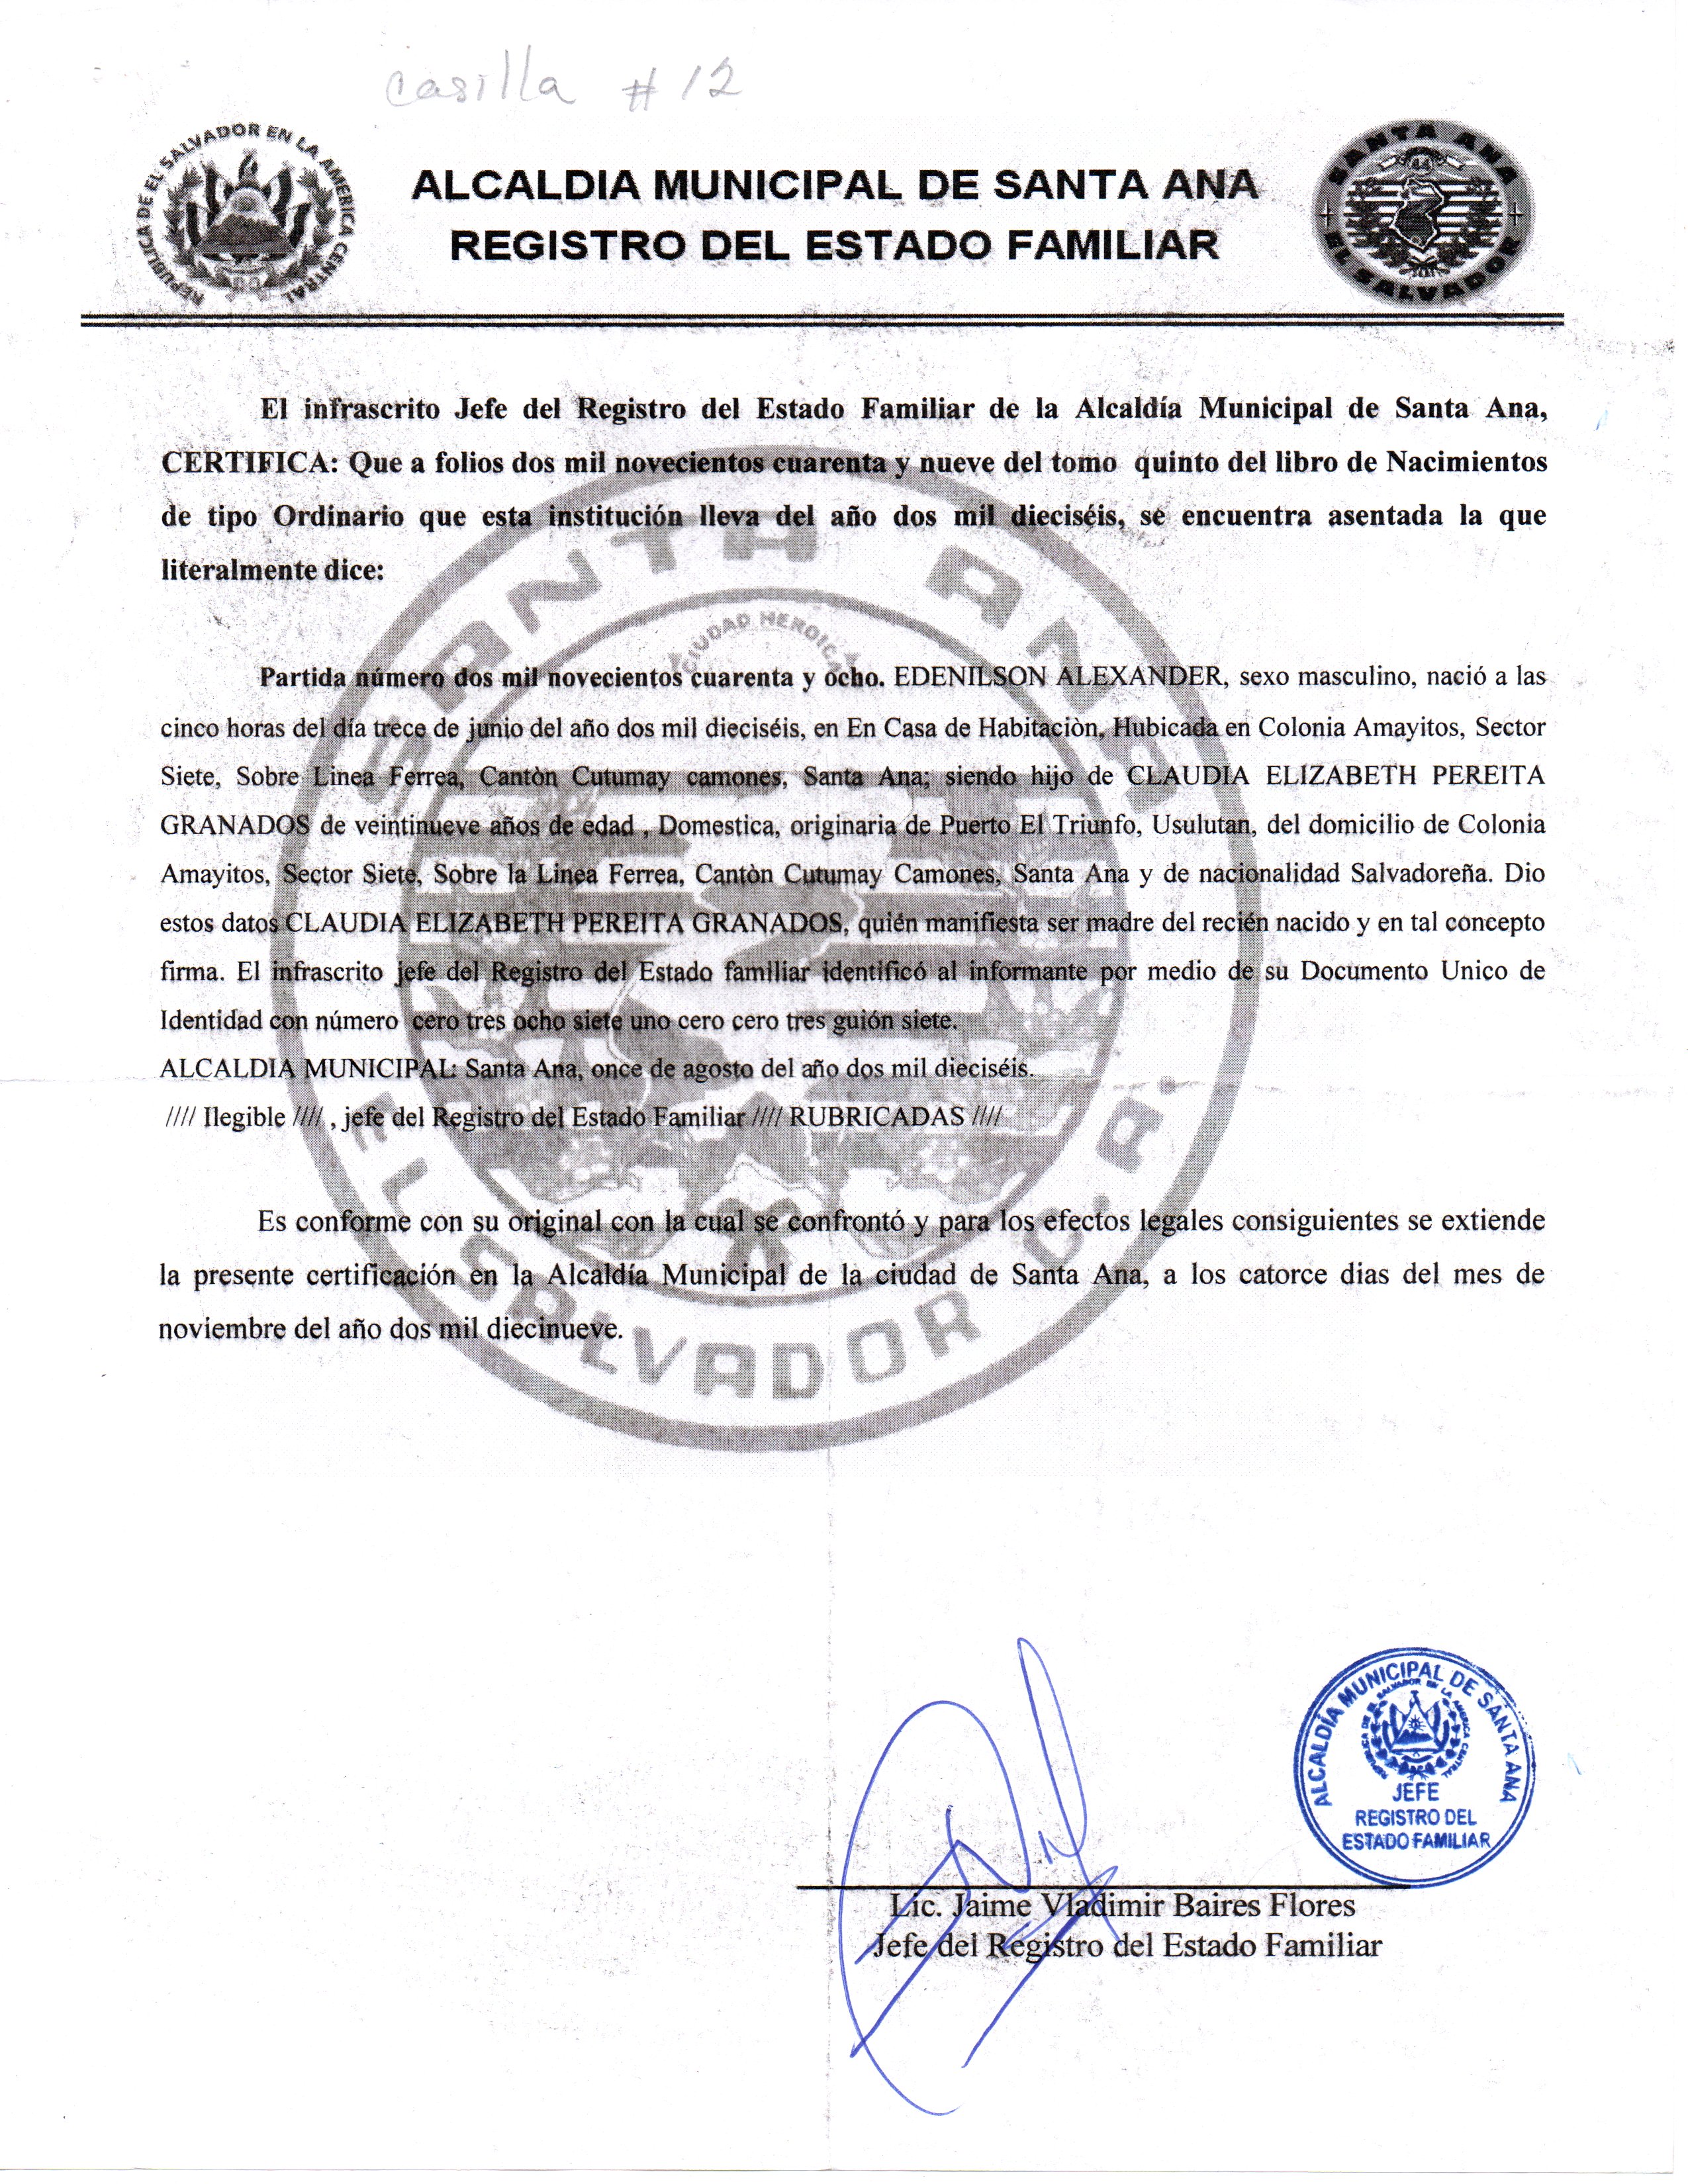 casilla # 12
REPUBLICA DE EL SALVADOR EN LA AMERICA CENTRAL
SANTA ANA
EL SALVADOR
ALCALDIA MUNICIPAL DE SANTA ANA
REGISTRO DEL ESTADO FAMILIAR
El infrascrito Jefe del Registro del Estado Familiar de la Alcaldía Municipal de Santa Ana,
CERTIFICA: Que a folios dos mil novecientos cuarenta y nueve del tomo quinto del libro de Nacimientos
de tipo Ordinario que esta institución lleva del año dos mil dieciséis, se encuentra asentada la que
literalmente dice:
SANTA ANA
CIUDAD HEROICA
EL SALVADOR C.A.
Partida número dos mil novecientos cuarenta y ocho. EDENILSON ALEXANDER, sexo masculino, nació a las
cinco horas del día trece de junio del año dos mil dieciséis, en En Casa de Habitaciòn, Hubicada en Colonia Amayitos, Sector
Siete, Sobre Linea Ferrea, Cantòn Cutumay camones, Santa Ana; siendo hijo de CLAUDIA ELIZABETH PEREITA
GRANADOS de veintinueve años de edad , Domestica, originaria de Puerto El Triunfo, Usulutan, del domicilio de Colonia
Amayitos, Sector Siete, Sobre la Linea Ferrea, Cantòn Cutumay Camones, Santa Ana y de nacionalidad Salvadoreña. Dio
estos datos CLAUDIA ELIZABETH PEREITA GRANADOS, quién manifiesta ser madre del recién nacido y en tal concepto
firma. El infrascrito jefe del Registro del Estado familiar identificó al informante por medio de su Documento Unico de
Identidad con número cero tres ocho siete uno cero cero tres guión siete.
ALCALDIA MUNICIPAL: Santa Ana, once de agosto del año dos mil dieciséis.
//// Ilegible //// , jefe del Registro del Estado Familiar //// RUBRICADAS ////
Es conforme con su original con la cual se confrontó y para los efectos legales consiguientes se extiende
la presente certificación en la Alcaldía Municipal de la ciudad de Santa Ana, a los catorce dias del mes de
noviembre del año dos mil diecinueve.
ALCALDÍA MUNICIPAL DE SANTA ANA
REPUBLICA DE EL SALVADOR EN LA AMERICA CENTRAL
JEFE
REGISTRO DEL
ESTADO FAMILIAR
Lic. Jaime Vladimir Baires Flores
Jefe del Registro del Estado Familiar